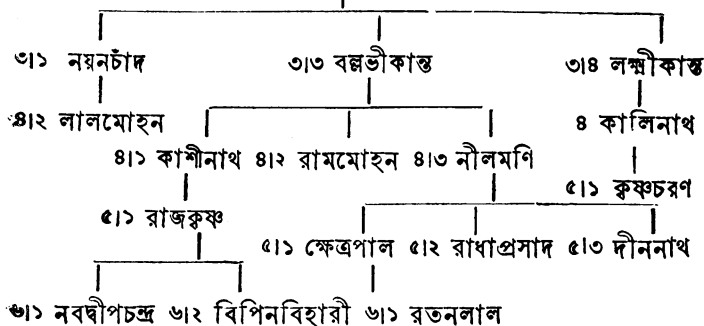 ৩।১ নয়নচাঁদ ৩।৩ বল্লভীকান্ত ৩।৪ লক্ষ্মীকান্ত
৪।২ লালমোহন ৪ কালিনাথ
৪।১ কাশীনাথ ৪।২ রামমোহন ৪।৩ নীলমণি
৫।১ কৃষ্ণচরণ
৫।১ রাজকৃষ্ণ
৫।১ ক্ষেত্রপাল ৫।২ রাধাপ্রসাদ ৫।৩ দীননাথ
৬।১ নবদ্বীপচন্দ্র ৬।২ বিপিনবিহারী ৬।১ রতনলাল